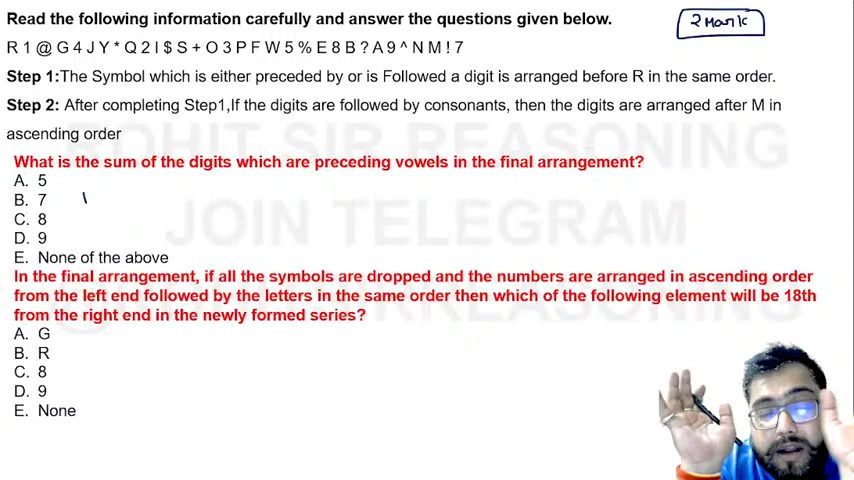 Read the following information carefully and answer the questions given below.
2 Mark
R 1 @ G 4 J Y * Q 2 I $ S + O 3 P F W 5 % E 8 B ? A 9 ^ N M ! 7
Step 1:The Symbol which is either preceded by or is Followed a digit is arranged before R in the same order.
Step 2: After completing Step1,If the digits are followed by consonants, then the digits are arranged after M in
ascending order
ROHIT SIR REASONING
What is the sum of the digits which are preceding vowels in the final arrangement?
A. 5
B. 7
C. 8
JOIN TELEGRAM
D. 9
E. None of the above
In the final arrangement, if all the symbols are dropped and the numbers are arranged in ascending order
from the left end followed by the letters in the same order then which of the following element will be 18th
from the right end in the newly formed series?
A. G
B. R
C. 8
D. 9
E. None